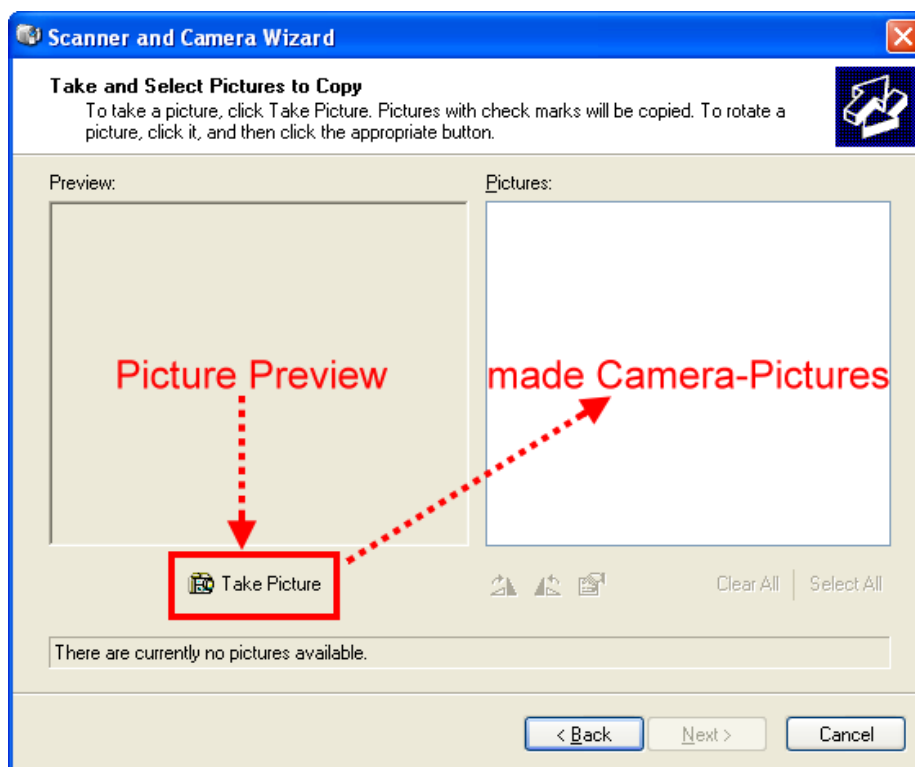 Scanner and Camera Wizard
Take and Select Pictures to Copy
To take a picture, click Take Picture. Pictures with check marks will be copied. To rotate a
picture, click it, and then click the appropriate button.
Preview:
Pictures:
Picture Preview
made Camera-Pictures
Take Picture
Clear All
Select All
There are currently no pictures available.
< Back
Next >
Cancel